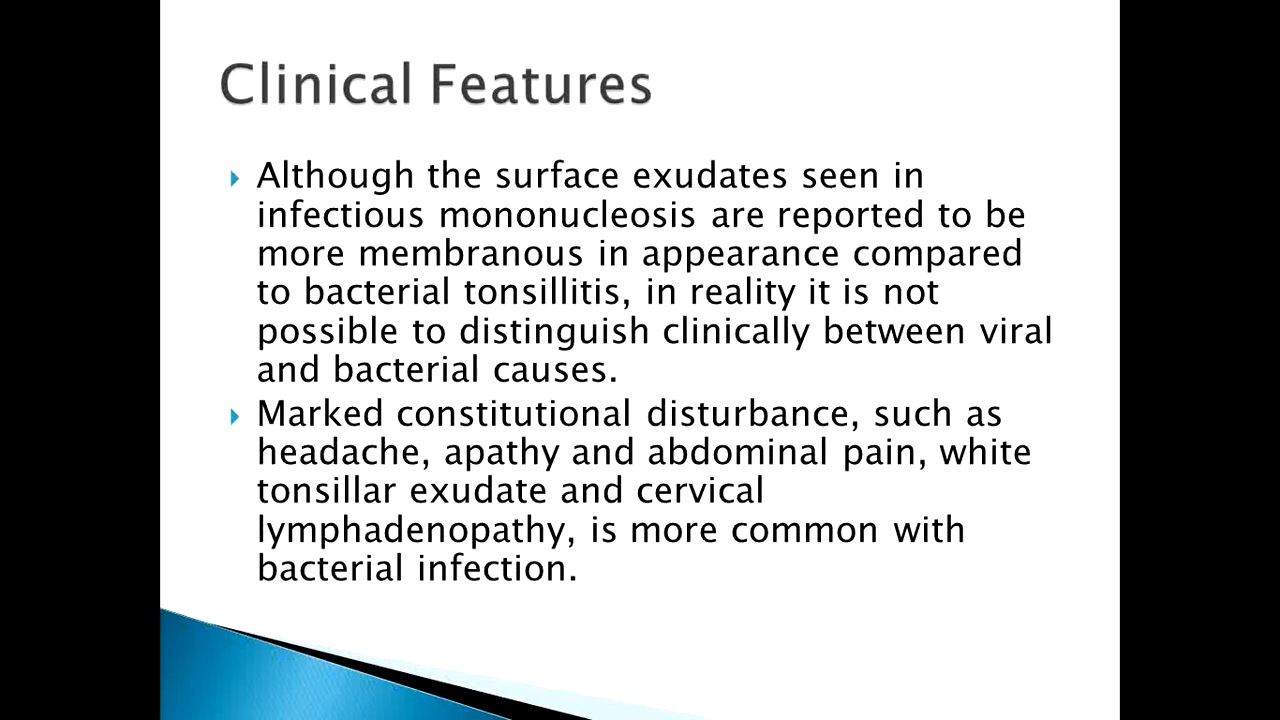 Clinical Features
Although the surface exudates seen in
infectious mononucleosis are reported to be
more membranous in appearance compared
to bacterial tonsillitis, in reality it is not
possible to distinguish clinically between viral
and bacterial causes.
Marked constitutional disturbance, such as
headache, apathy and abdominal pain, white
tonsillar exudate and cervical
lymphadenopathy, is more common with
bacterial infection.